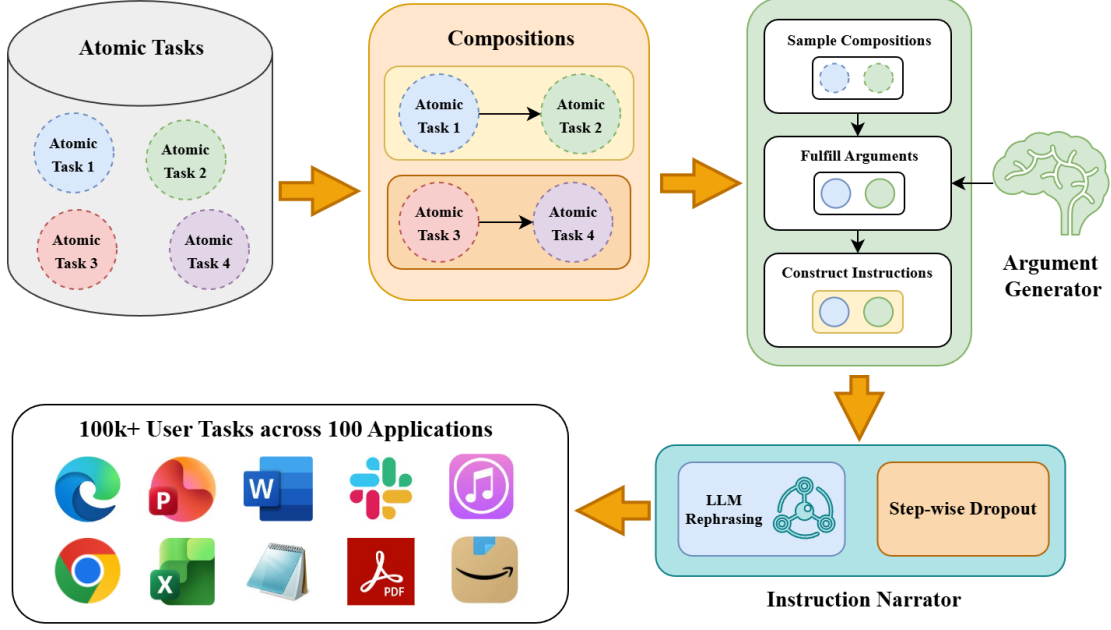 Atomic Tasks
Atomic
Task 1
Atomic
Task 2
Atomic
Task 3
Atomic
Task 4
Compositions
Atomic
Task 1
Atomic
Task 2
Atomic
Task 3
Atomic
Task 4
Sample Compositions
Fulfill Arguments
Construct Instructions
Argument
Generator
LLM
Rephrasing
Step-wise Dropout
Instruction Narrator
100k+ User Tasks across 100 Applications
P
W
X
PDF